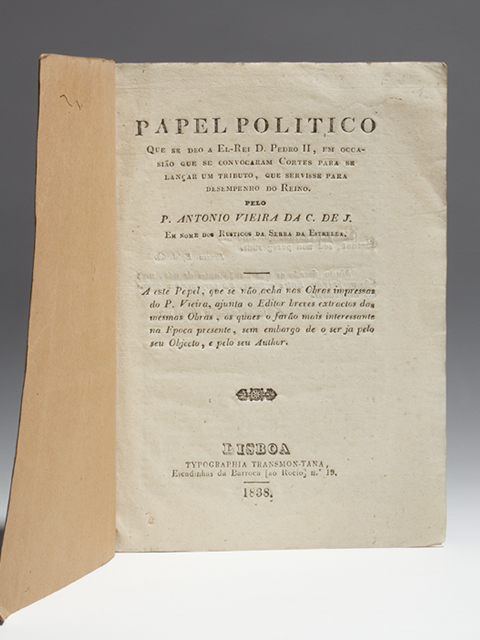 PAPEL POLITICO
QUE SE DEO A EL-REI D. PEDRO II, EM OCCA-
SIÃO QUE SE CONVOCARAM CORTES PARA SE
LANÇAR UM TRIBUTO, QUE SERVISSE PARA
DESEMPENHO DO REINO.
PELO
P. ANTONIO VIEIRA DA C. DE J.
EM NOME DOS RUSTICOS DA SERRA DA ESTRELLA.
A este Papel, que se não acha nas Obras impressas
do P. Vieira, ajunta o Editor breves extractos das
mesmas Obras, os quaes o farão mais interessante
na Epoca presente, sem embargo de o ser ja pelo
seu Objecto, e pelo seu Author.
LISBOA
TYPOGRAPHIA TRANSMON-TANA,
Escadinhas da Barroca [ao Rocio] n.º 19.
1838.